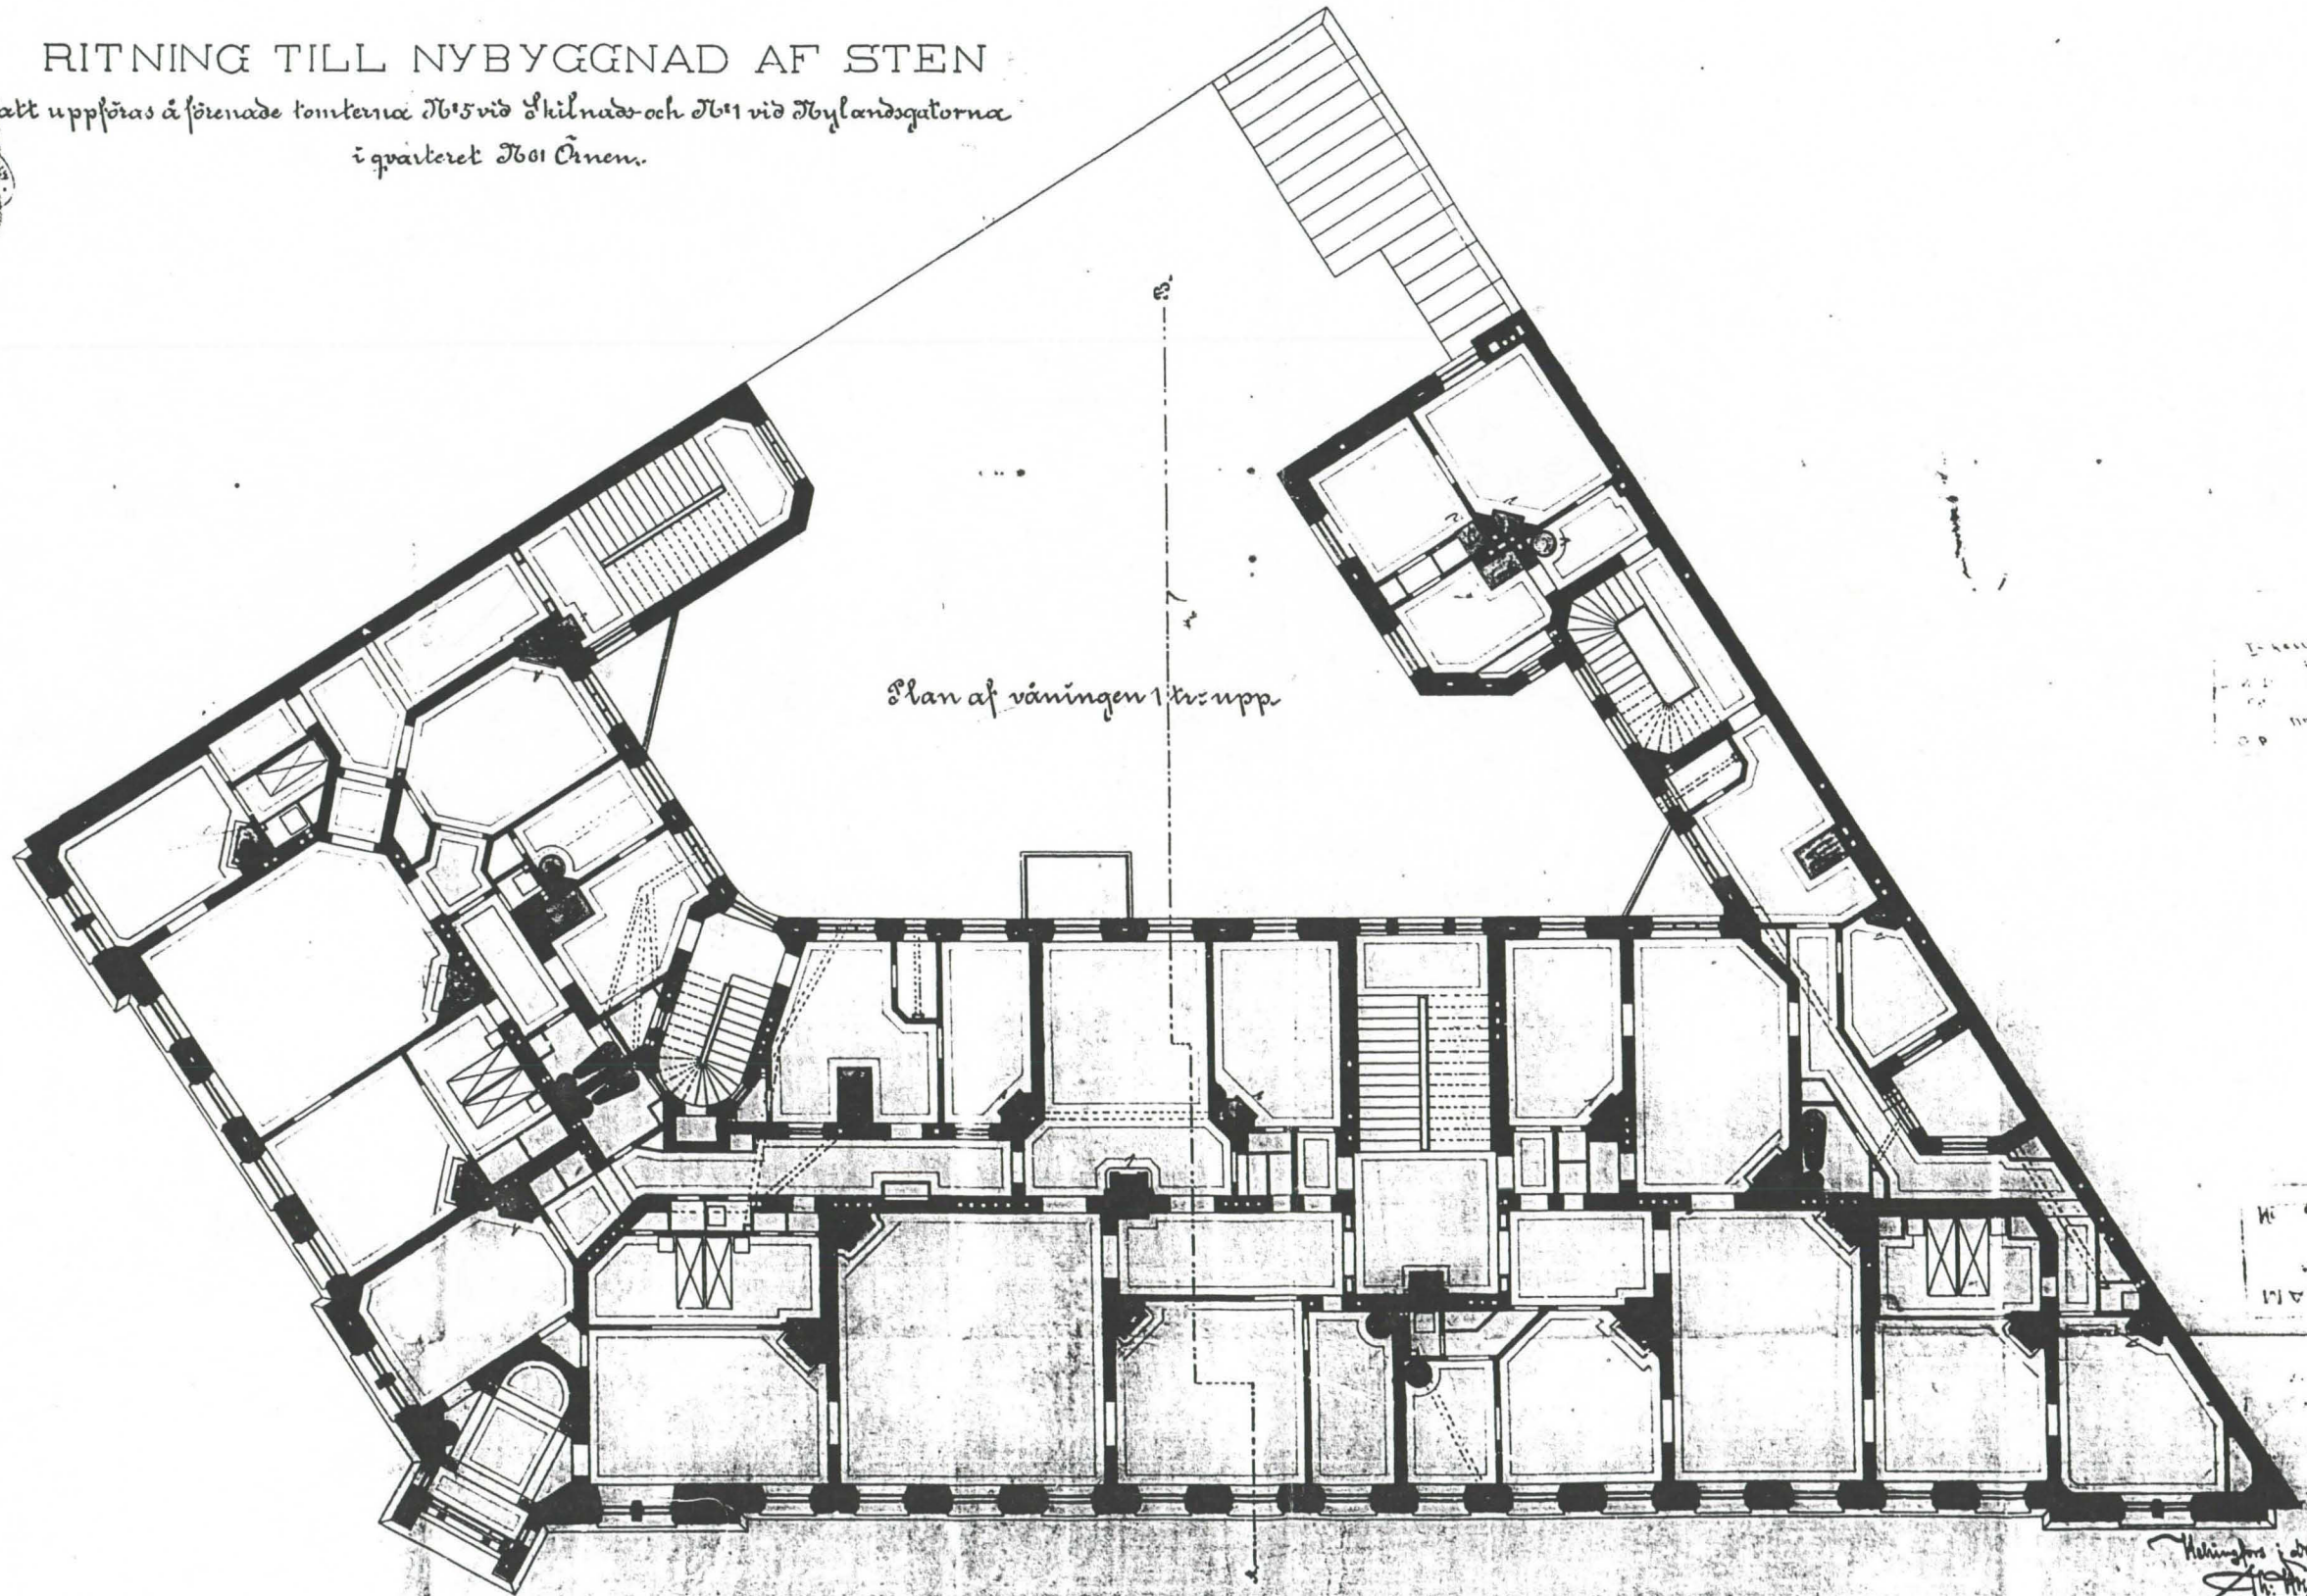 RITNING TILL NYBYGGNAD AF STEN
att uppföras å förenade tomterna No 5 vid Skilnads- och No 1 vid Nylandsgatorna
i qvarteret No 61 Örnen.
B.
Plan af våningen 1 tr. upp.
Helsingfors i